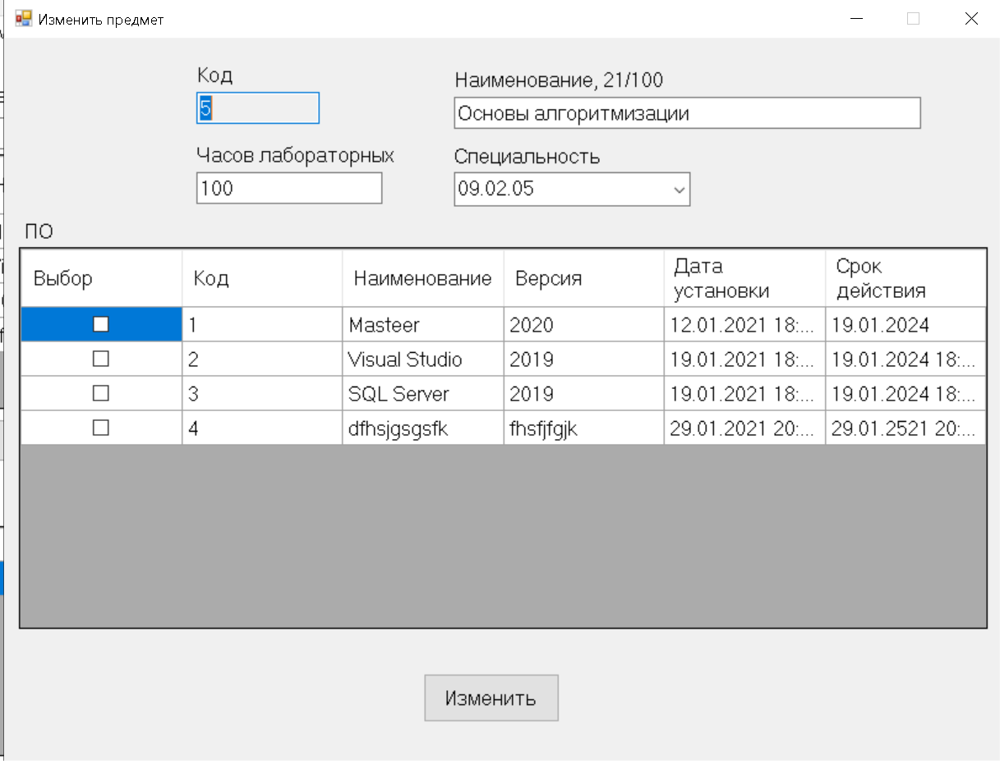 Изменить предмет
Код
Наименование, 21/100
5
Основы алгоритмизации
Часов лабораторных
Специальность
100
09.02.05
ПО
Выбор Код Наименование Версия Дата установки Срок действия
1 Masteer 2020 12.01.2021 18:... 19.01.2024
2 Visual Studio 2019 19.01.2021 18:... 19.01.2024 18:...
3 SQL Server 2019 19.01.2021 18:... 19.01.2024 18:...
4 dfhsjgsgsfk fhsfjfgjk 29.01.2021 20:... 29.01.2521 20:...
Изменить